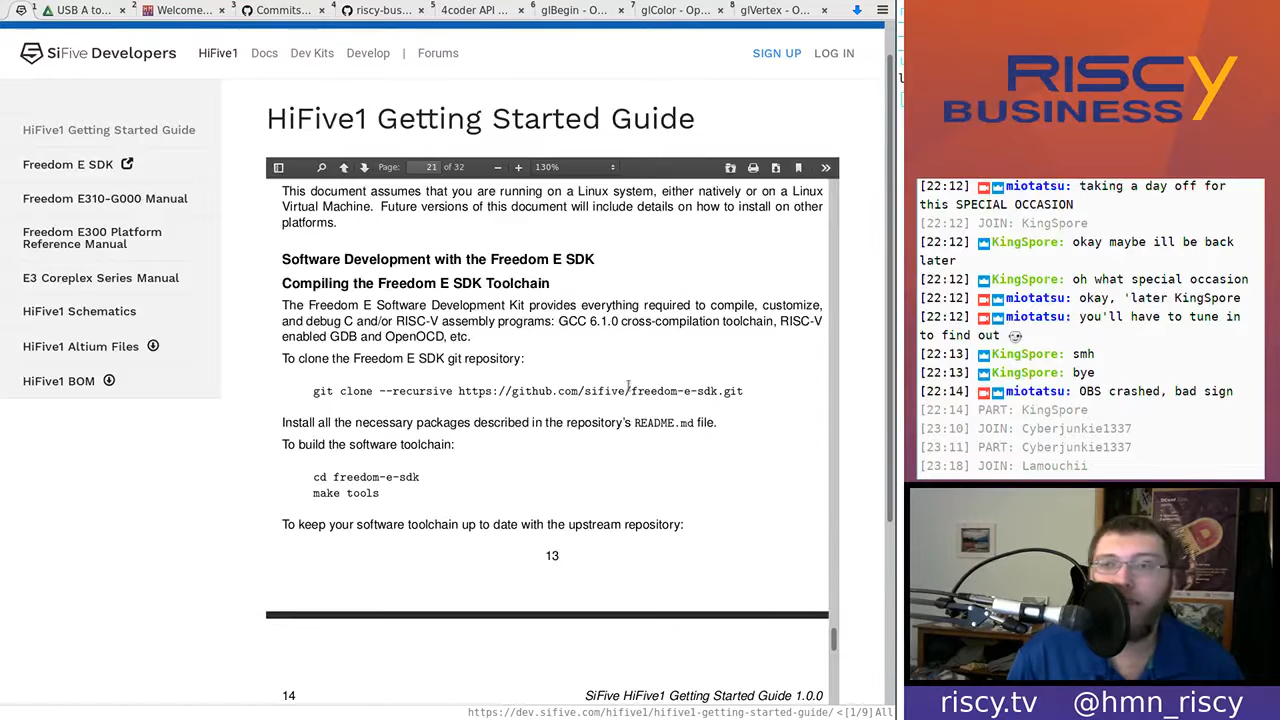 1 USB A to... × 2 Welcome... × 3 Commits... × 4 riscy-bus... × 5 4coder API ... × 6 glBegin - O... × 7 glColor - Op... × 8 glVertex - O... ×
SiFive Developers HiFive1 Docs Dev Kits Develop | Forums SIGN UP LOG IN
HiFive1 Getting Started Guide
Freedom E SDK
Freedom E310-G000 Manual
Freedom E300 Platform
Reference Manual
E3 Coreplex Series Manual
HiFive1 Schematics
HiFive1 Altium Files
HiFive1 BOM
HiFive1 Getting Started Guide
Page: 21 of 32 130%
This document assumes that you are running on a Linux system, either natively or on a Linux
Virtual Machine. Future versions of this document will include details on how to install on other
platforms.
Software Development with the Freedom E SDK
Compiling the Freedom E SDK Toolchain
The Freedom E Software Development Kit provides everything required to compile, customize,
and debug C and/or RISC-V assembly programs: GCC 6.1.0 cross-compilation toolchain, RISC-V
enabled GDB and OpenOCD, etc.
To clone the Freedom E SDK git repository:
git clone --recursive https://github.com/sifive/freedom-e-sdk.git
Install all the necessary packages described in the repository's README.md file.
To build the software toolchain:
cd freedom-e-sdk
make tools
To keep your software toolchain up to date with the upstream repository:
13
14 SiFive HiFive1 Getting Started Guide 1.0.0
https://dev.sifive.com/hifive1/hifive1-getting-started-guide/ <[1/9]All
RISCY
BUSINESS
[22:12] miotatsu: taking a day off for
this SPECIAL OCCASION
[22:12] JOIN: KingSpore
[22:12] KingSpore: okay maybe ill be back
later
[22:12] KingSpore: oh what special occasion
[22:12] miotatsu: okay, 'later KingSpore
[22:12] miotatsu: you'll have to tune in
to find out
[22:13] KingSpore: smh
[22:13] KingSpore: bye
[22:14] miotatsu: OBS crashed, bad sign
[22:14] PART: KingSpore
[23:10] JOIN: Cyberjunkie1337
[23:11] PART: Cyberjunkie1337
[23:18] JOIN: Lamouchii
riscy.tv @hmn_riscy